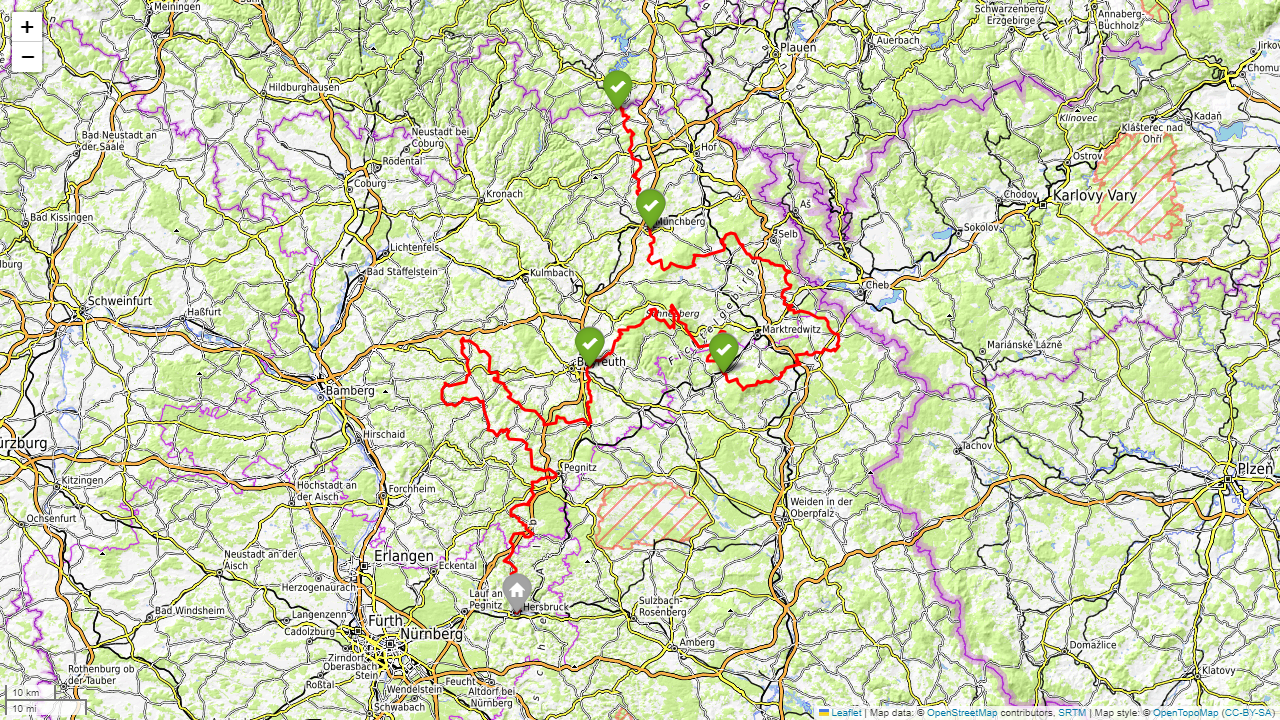 Meiningen
Schwarzenberg/
Erzgebirge
Annaberg-
Buchholz
Auerbach
Plauen
Jirkov
Chomu
+
−
Hildburghausen
Klínovec
Kadaň
Klášterec nad
Ohří
Bad Neustadt an
der Saale
Neustadt bei
Coburg
Rödental
Hof
Ostrov
Coburg
Kronach
Chodov
Karlovy Vary
Aš
Bad Kissingen
Münchberg
Sokolov
Selb
Lichtenfels
Bad Staffelstein
Kulmbach
Cheb
Schweinfurt
Haßfurt
Sneeberg
Fichtelgebirge
Marktredwitz
Mariánské Lázně
Bayreuth
Bamberg
Hirschaid
ürzburg
Tachov
Pegnitz
Plzeň
Kitzingen
Höchstadt an
der Aisch
Forchheim
Weiden in der
Oberpfalz
Ochsenfurt
Neustadt an der
Aisch
Erlangen
Eckental
Herzogenaurach
Lauf an
Pegnitz
Hersbruck
Sulzbach-
Rosenberg
Bad Windsheim
Langenzenn
Fürth
Cadolzburg
Nürnberg
Amberg
Domažlice
Zirndorf
Oberasbach
Stein
Rothenburg ob
der Tauber
Roßtal
Feucht
Altdorf bei
Nürnberg
Wendelstein
Schwabach
Klatovy
10 km
10 mi
Leaflet | Map data: © OpenStreetMap contributors, SRTM | Map style: © OpenTopoMap (CC-BY-SA)